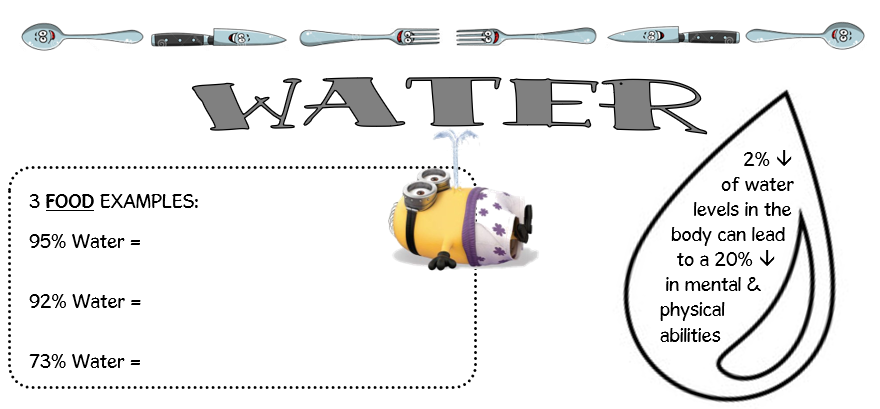 WATER
3 FOOD EXAMPLES:
95% Water =
92% Water =
73% Water =
2% ↓
of water
levels in the
body can lead
to a 20% ↓
in mental &
physical
abilities